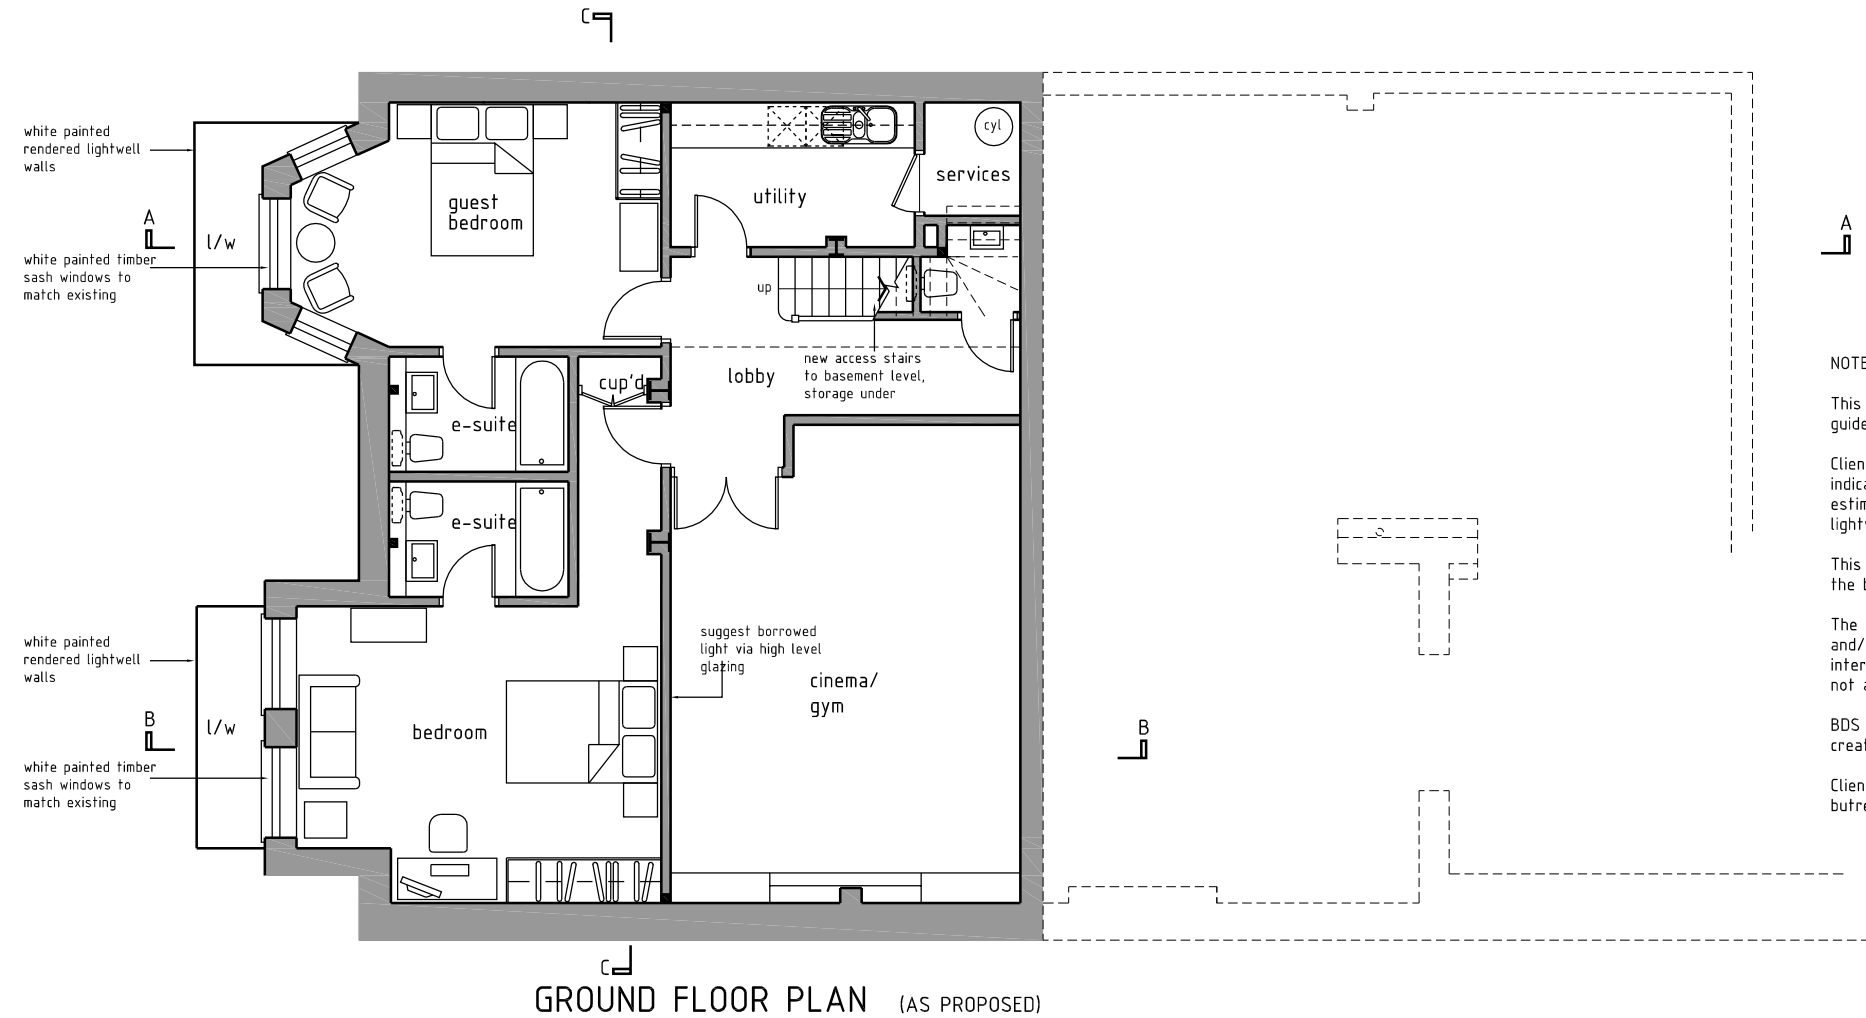 C
white painted
rendered lightwell
walls
A
l/w
white painted timber
sash windows to
match existing
guest
bedroom
utility
cyl
services
up
new access stairs
to basement level,
storage under
lobby
cup'd
e-suite
e-suite
white painted
rendered lightwell
walls
B
l/w
white painted timber
sash windows to
match existing
bedroom
suggest borrowed
light via high level
glazing
cinema/
gym
B
A
NOTE
This
guide
Clien
indica
estim
light
This
the b
The
and/
inter
not a
BDS
creat
Clien
butre
C
GROUND FLOOR PLAN (AS PROPOSED)